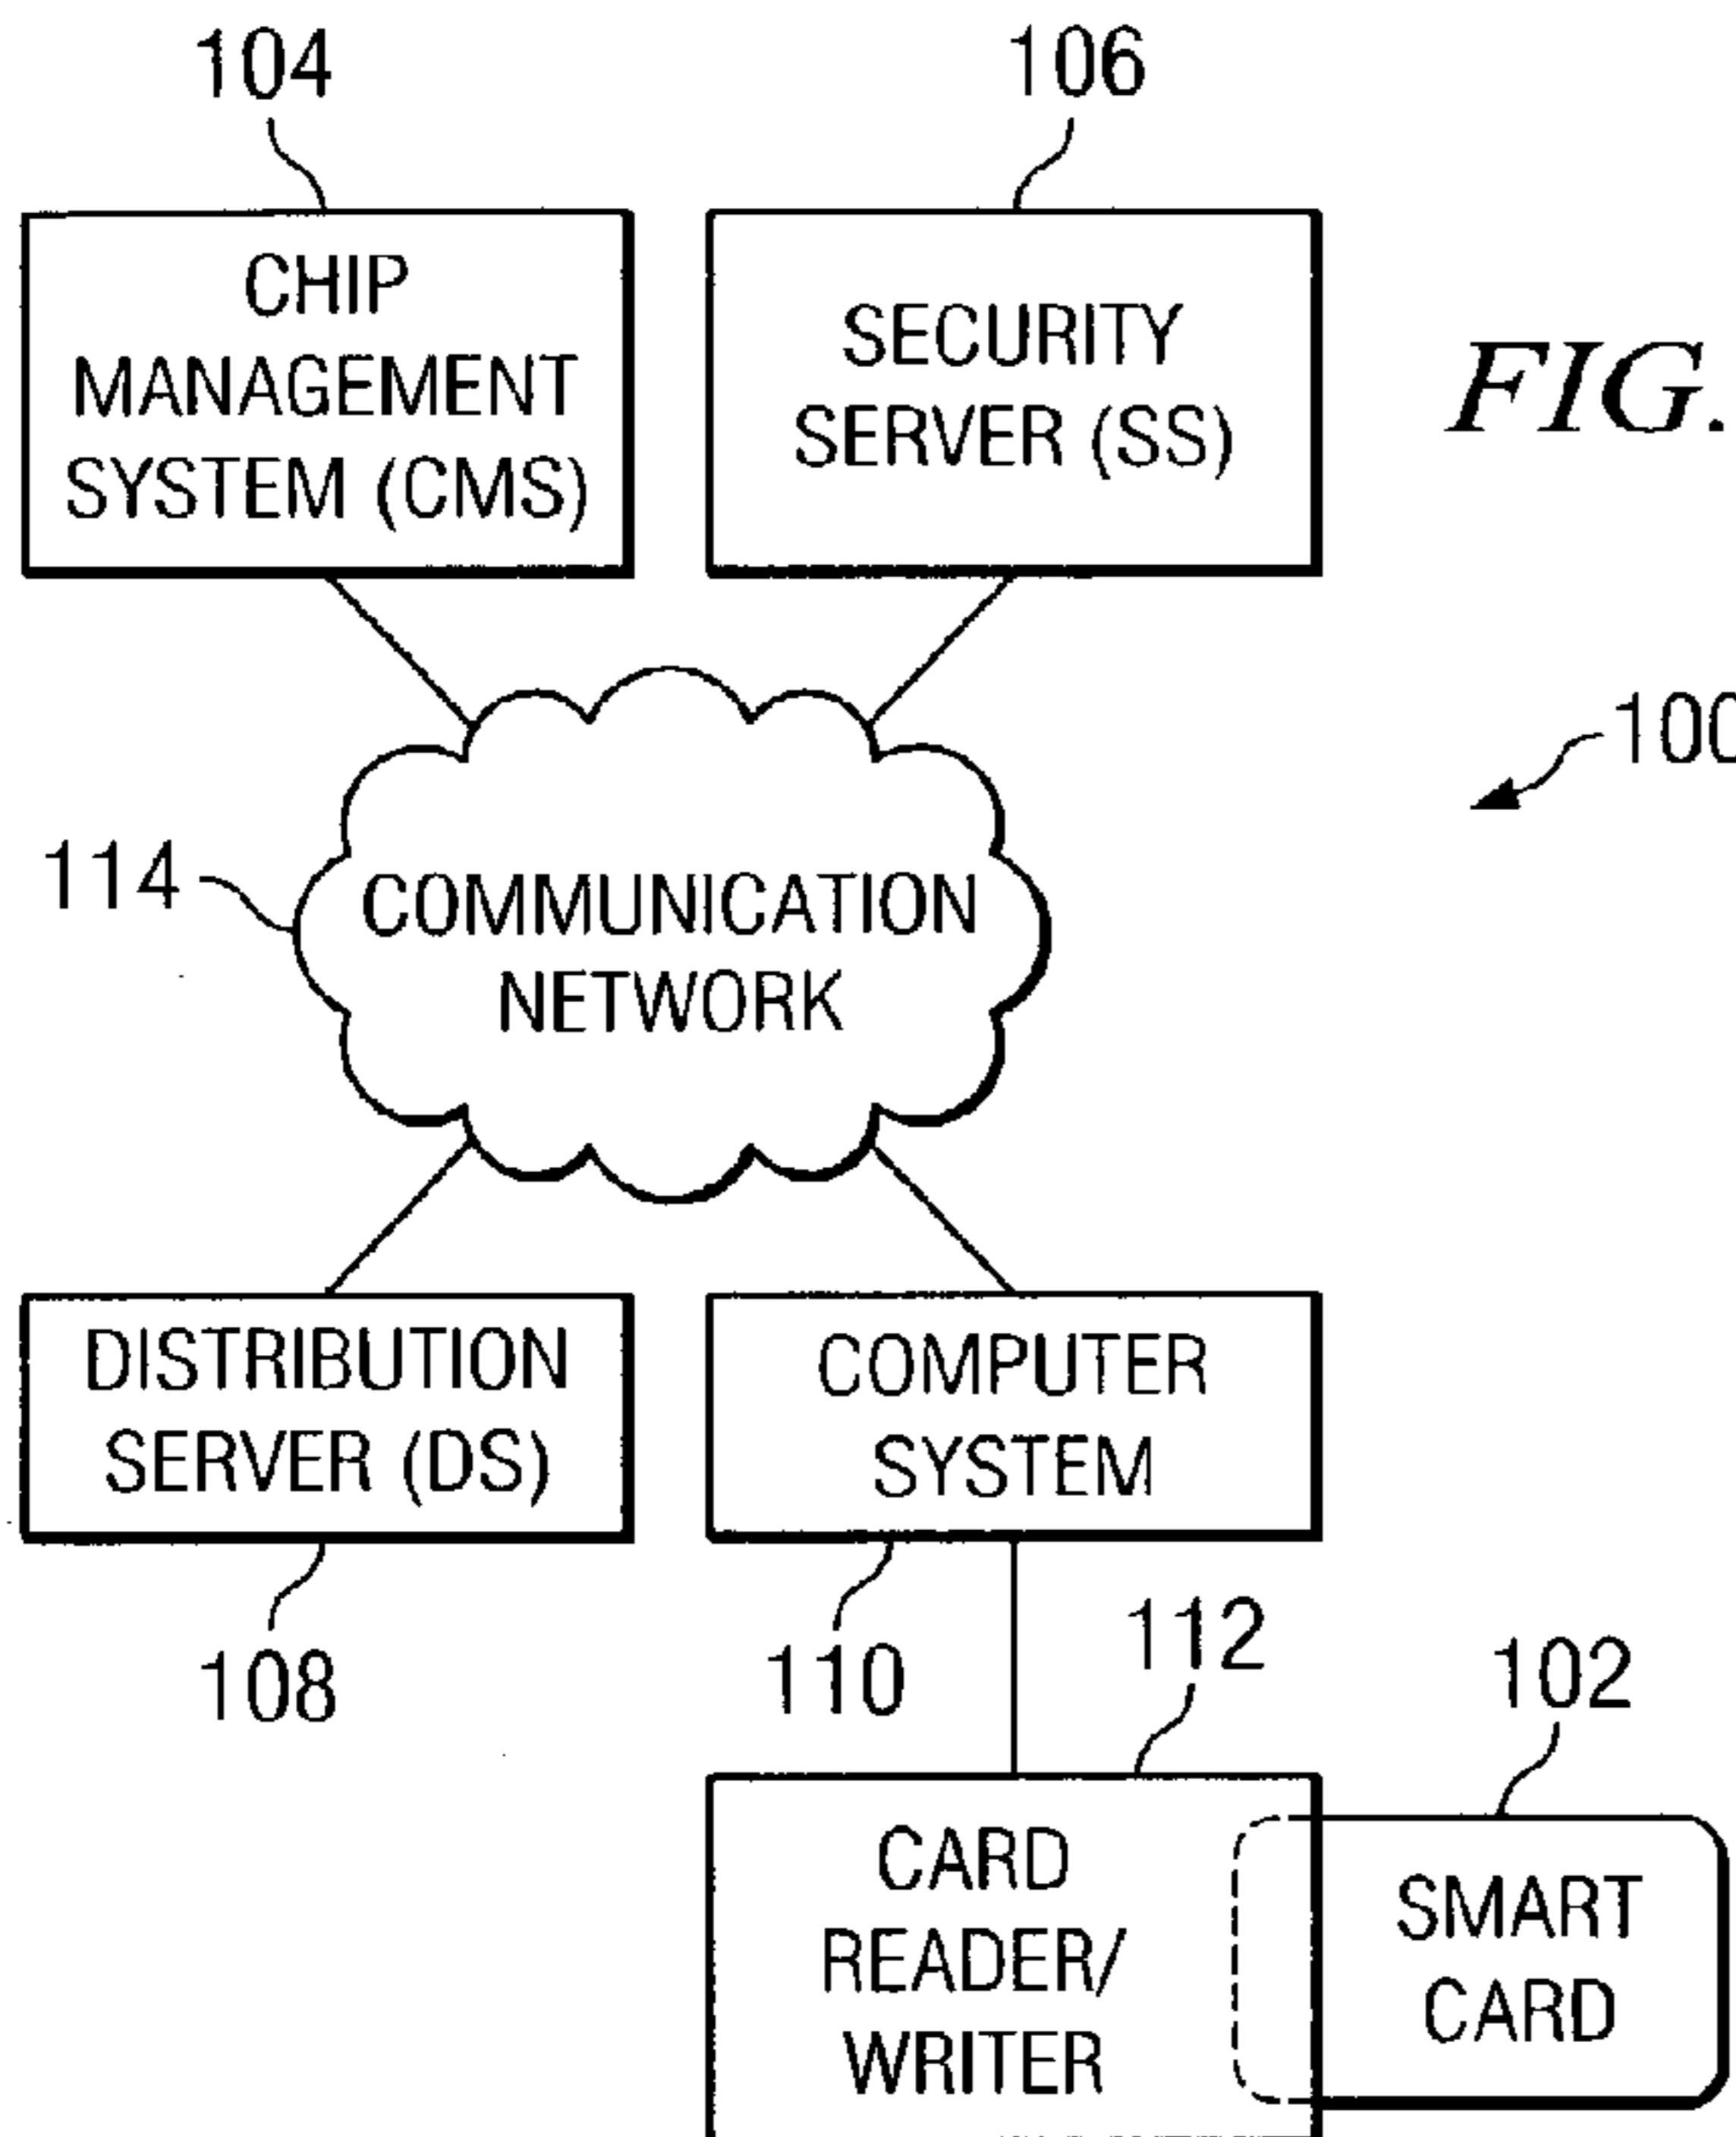 104
106
CHIP
MANAGEMENT
SYSTEM (CMS)
SECURITY
SERVER (SS)
FIG.
100
114
COMMUNICATION
NETWORK
DISTRIBUTION
SERVER (DS)
COMPUTER
SYSTEM
108
110
112
102
CARD
READER/
WRITER
SMART
CARD